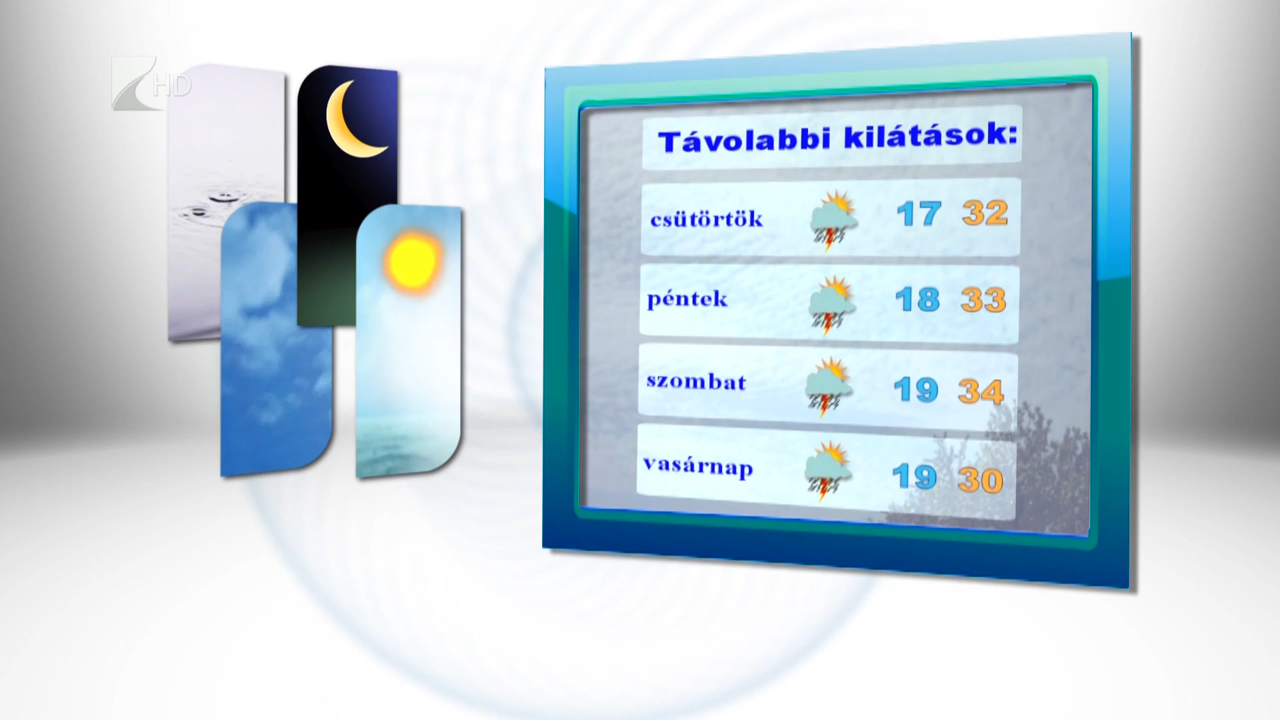 HD
Távolabbi kilátások:
csütörtök 17 32
péntek 18 33
szombat 19 34
vasárnap 19 30